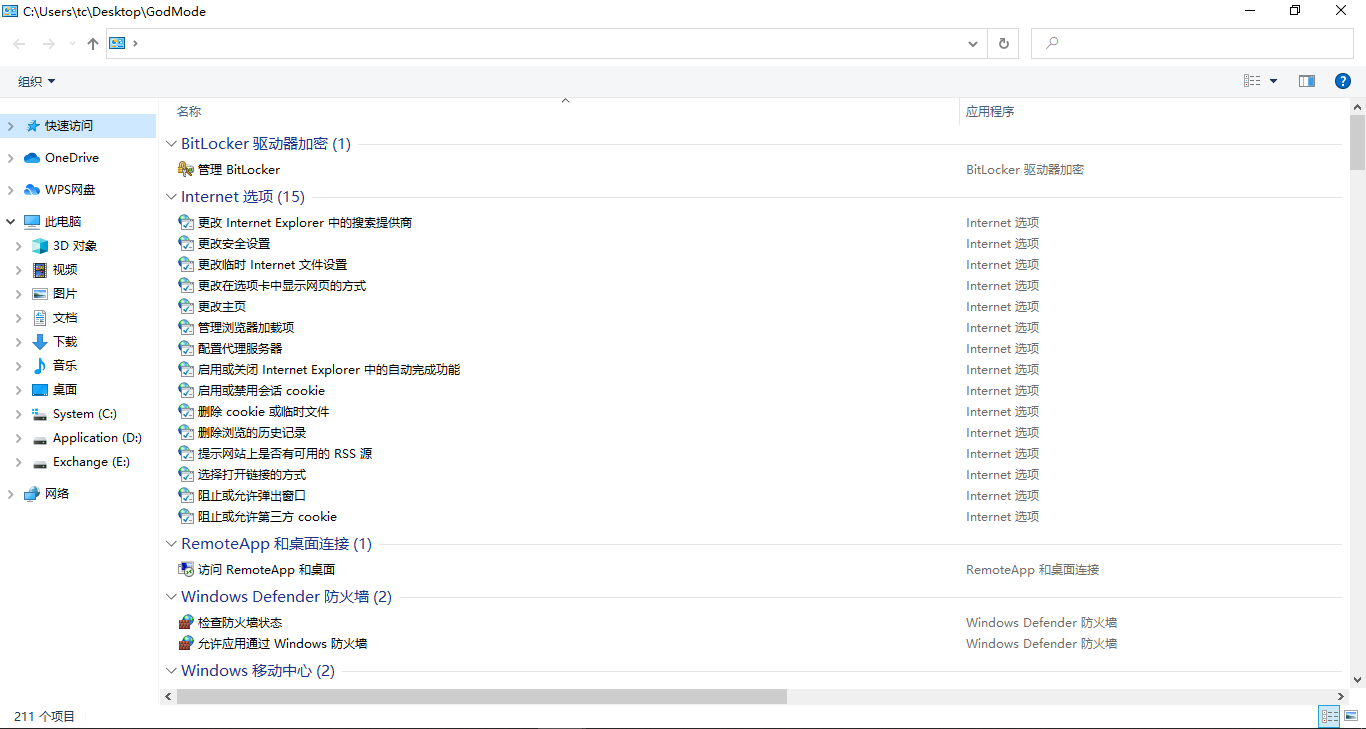 C:\Users\tc\Desktop\GodMode
组织
名称
应用程序
快速访问
OneDrive
WPS网盘
此电脑
3D 对象
视频
图片
文档
下载
音乐
桌面
System (C:)
Application (D:)
Exchange (E:)
网络
BitLocker 驱动器加密 (1)
管理 BitLocker BitLocker 驱动器加密
Internet 选项 (15)
更改 Internet Explorer 中的搜索提供商 Internet 选项
更改安全设置 Internet 选项
更改临时 Internet 文件设置 Internet 选项
更改在选项卡中显示网页的方式 Internet 选项
更改主页 Internet 选项
管理浏览器加载项 Internet 选项
配置代理服务器 Internet 选项
启用或关闭 Internet Explorer 中的自动完成功能 Internet 选项
启用或禁用会话 cookie Internet 选项
删除 cookie 或临时文件 Internet 选项
删除浏览的历史记录 Internet 选项
提示网站上是否有可用的 RSS 源 Internet 选项
选择打开链接的方式 Internet 选项
阻止或允许弹出窗口 Internet 选项
阻止或允许第三方 cookie Internet 选项
RemoteApp 和桌面连接 (1)
访问 RemoteApp 和桌面 RemoteApp 和桌面连接
Windows Defender 防火墙 (2)
检查防火墙状态 Windows Defender 防火墙
允许应用通过 Windows 防火墙 Windows Defender 防火墙
Windows 移动中心 (2)
211 个项目